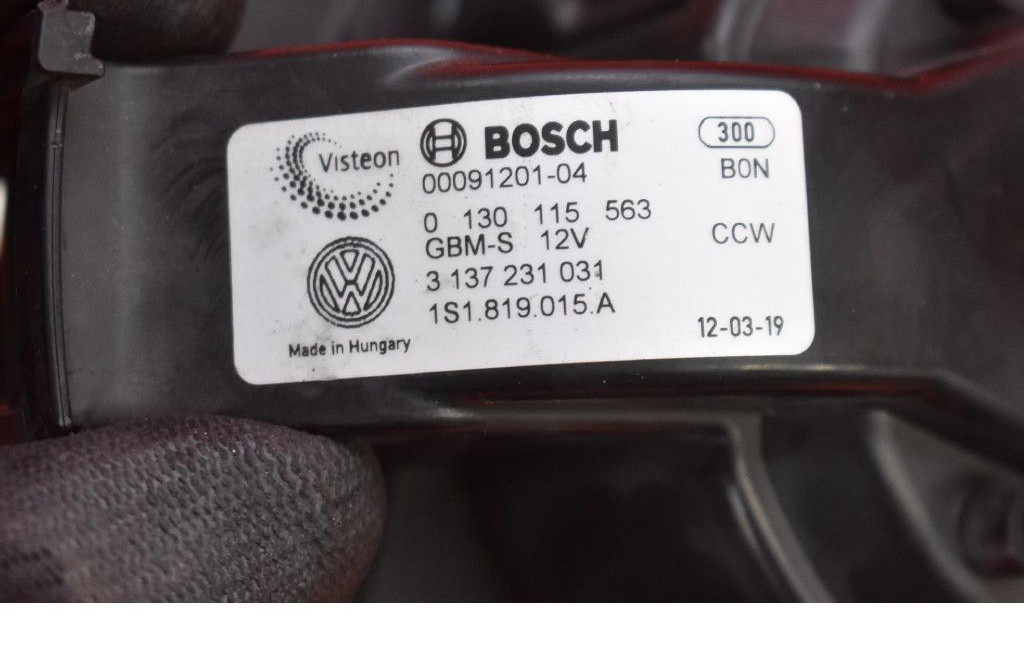 Visteon
BOSCH
300
00091201-04
BON
0 130 115 563
GBM-S 12V
CCW
3 137 231 031
1S1.819.015.A
12-03-19
Made in Hungary